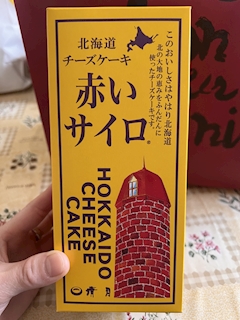 北海道
チーズケーキ
赤い
サイロ®
このおいしさはやはり北海道
北の大地の恵みをふんだんに
使ったチーズケーキです。
HOKKAIDO
CHEESE
CAKE